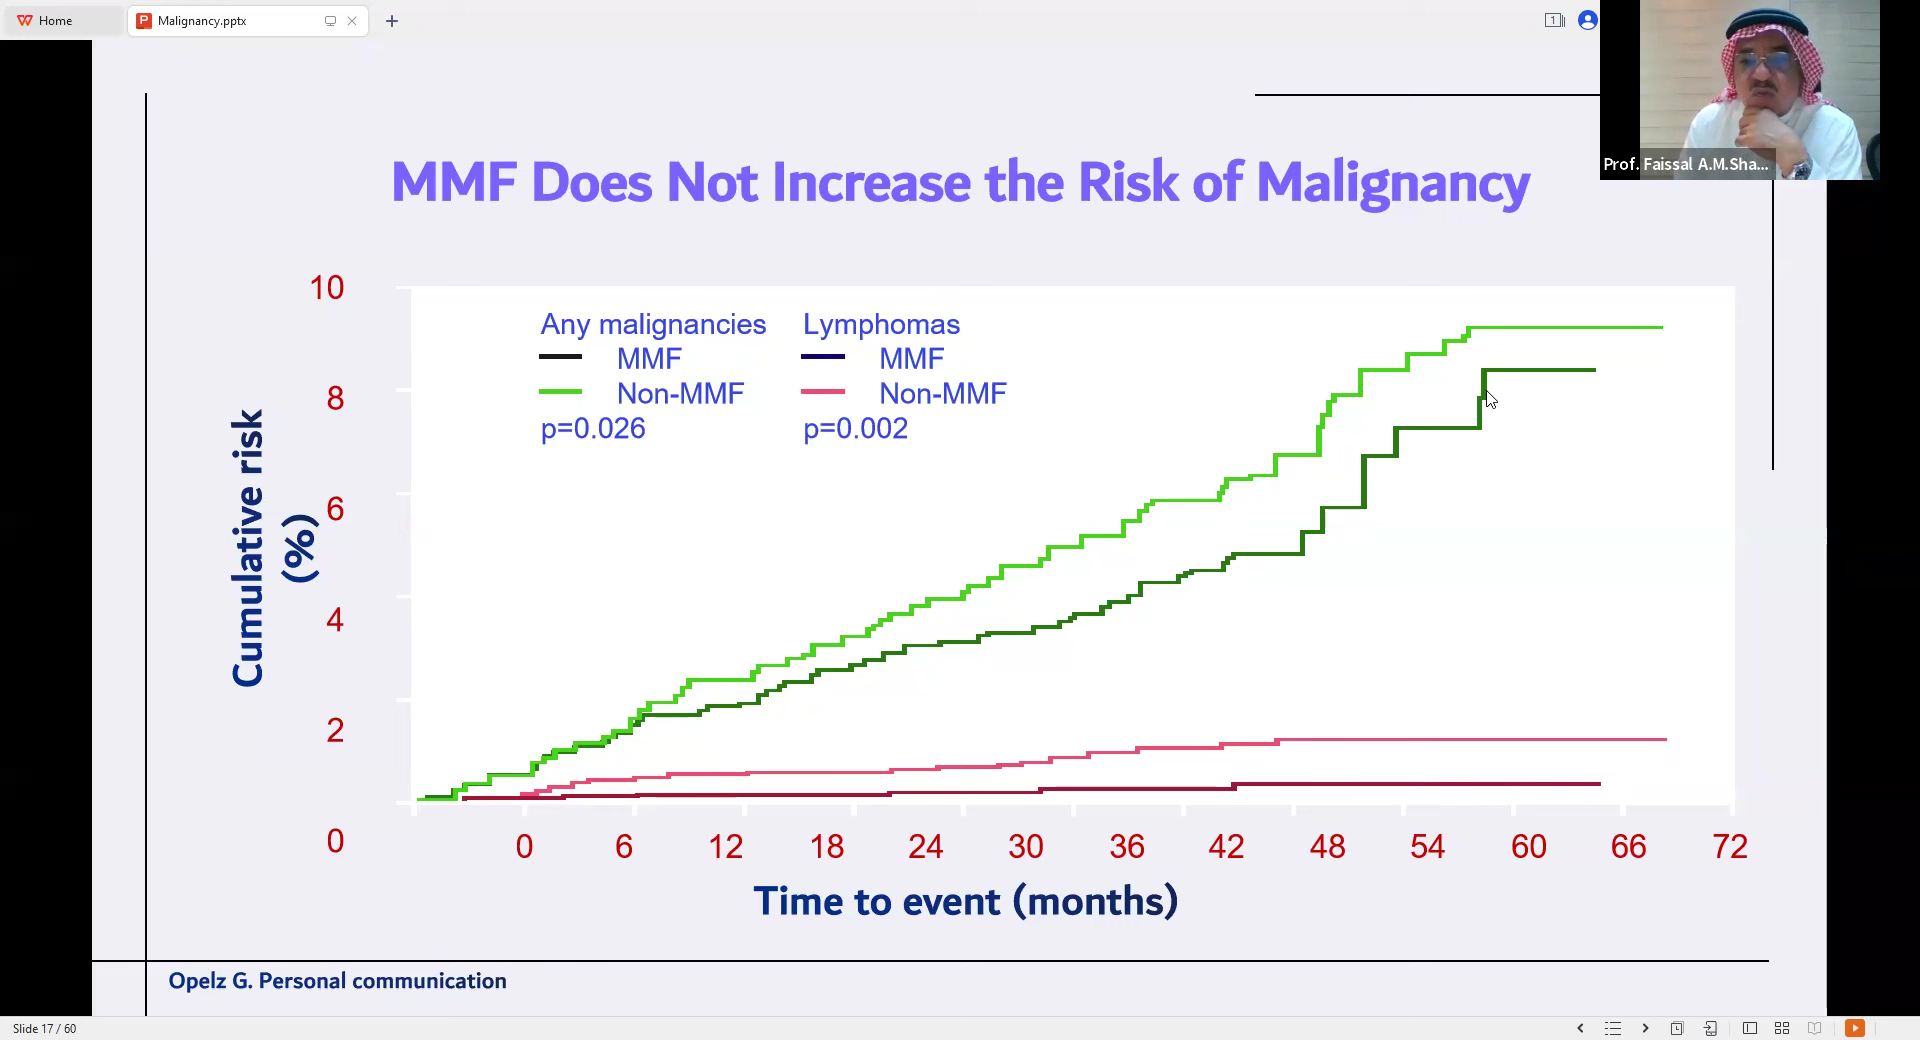 Home
Malignancy.pptx
1
Prof. Faissal A.M.Sha...
MMF Does Not Increase the Risk of Malignancy
10
8
6
4
2
0
Cumulative risk
(%)
Any malignancies Lymphomas
MMF MMF
Non-MMF Non-MMF
p=0.026 p=0.002
0 6 12 18 24 30 36 42 48 54 60 66 72
Time to event (months)
Opelz G. Personal communication
Slide 17 / 60